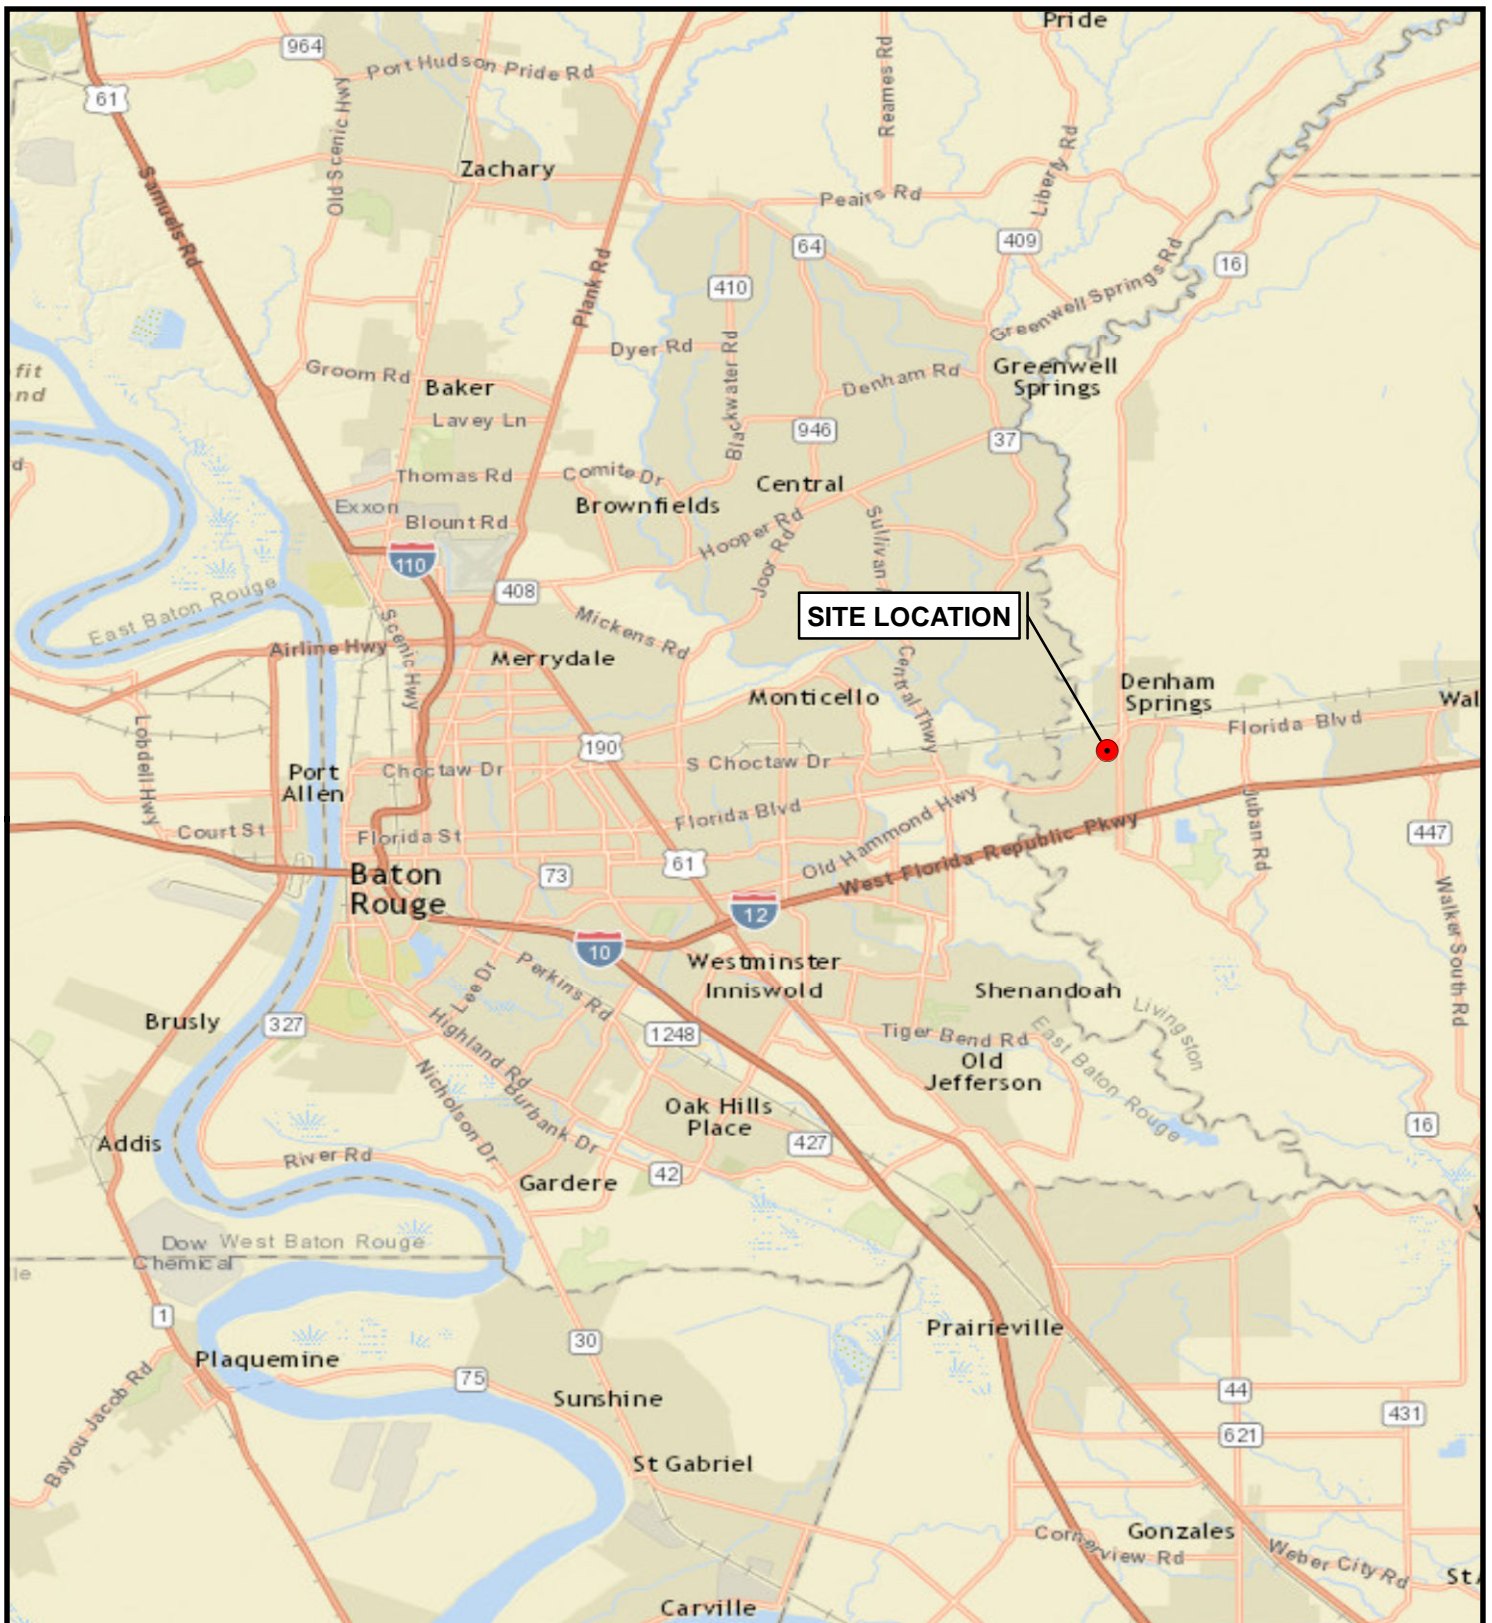 Pride
964
Port Hudson Pride Rd
Reames Rd
61
Old Scenic Hwy
Liberty Rd
Zachary
Samuels Rd
Peairs Rd
64
409
Greenwell Springs Rd
16
410
Plank Rd
Dyer Rd
Blackwater Rd
Groom Rd
Baker
Denham Rd
Greenwell
Springs
fit
nd
Lavey Ln
946
37
Thomas Rd
Comite Dr
Central
Exxon
Brownfields
Blount Rd
Hooper Rd
Sullivan
Joor Rd
110
408
East Baton Rouge
SITE LOCATION
Mickens Rd
Scenic Hwy
Airline Hwy
Merrydale
Central Thwy
Denham
Springs
Monticello
Wal
Lobdell Hwy
Florida Blvd
190
S Choctaw Dr
Choctaw Dr
Port
Allen
Juban Rd
Court St
Florida St
Florida Blvd
Old Hammond Hwy
West Florida Republic Pkwy
447
61
73
Baton
Rouge
12
10
Walker South Rd
Westminster
Inniswold
Lee Dr
Perkins Rd
Shenandoah
Livingston
Brusly
327
Highland Rd
1248
Tiger Bend Rd
East Baton Rouge
Old
Jefferson
Nicholson Dr
Burbank Dr
Oak Hills
Place
16
Addis
427
River Rd
42
Gardere
Dow
Chemical
West Baton Rouge
le
1
30
Prairieville
Plaquemine
75
Bayou Jacob Rd
Sunshine
44
431
621
St Gabriel
Cornerview Rd
Gonzales
Weber City Rd
St
Carville